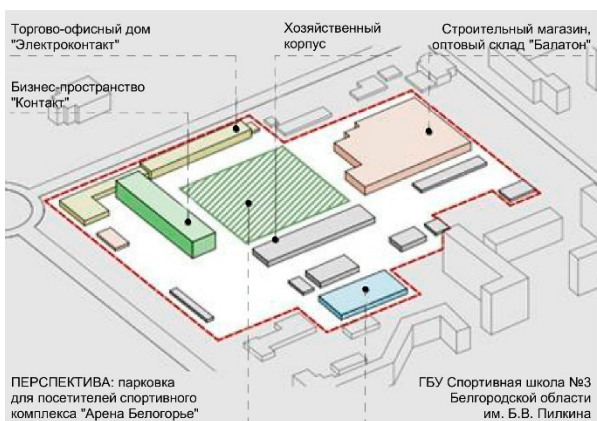 Торгово-офисный дом
"Электроконтакт"
Хозяйственный
корпус
Строительный магазин,
оптовый склад "Балатон"
Бизнес-пространство
"Контакт"
ПЕРСПЕКТИВА: парковка
для посетителей спортивного
комплекса "Арена Белогорье"
ГБУ Спортивная школа №3
Белгородской области
им. Б.В. Пилкина